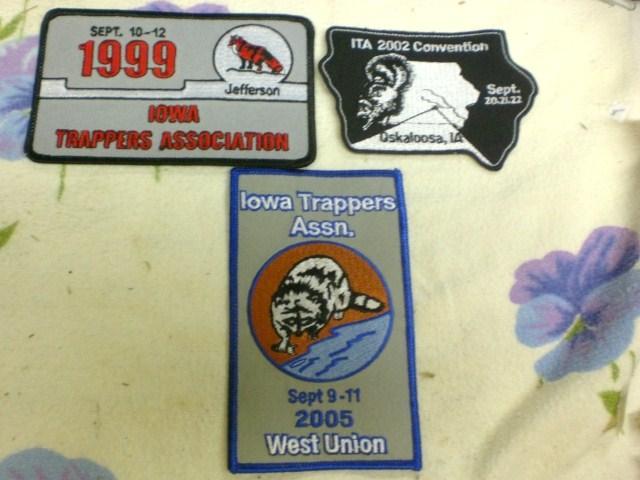 SEPT. 10-12
1999
Jefferson
IOWA
TRAPPERS ASSOCIATION
ITA 2002 Convention
Sept.
20.21.22
Oskaloosa, IA
Iowa Trappers
Assn.
Sept 9-11
2005
West Union